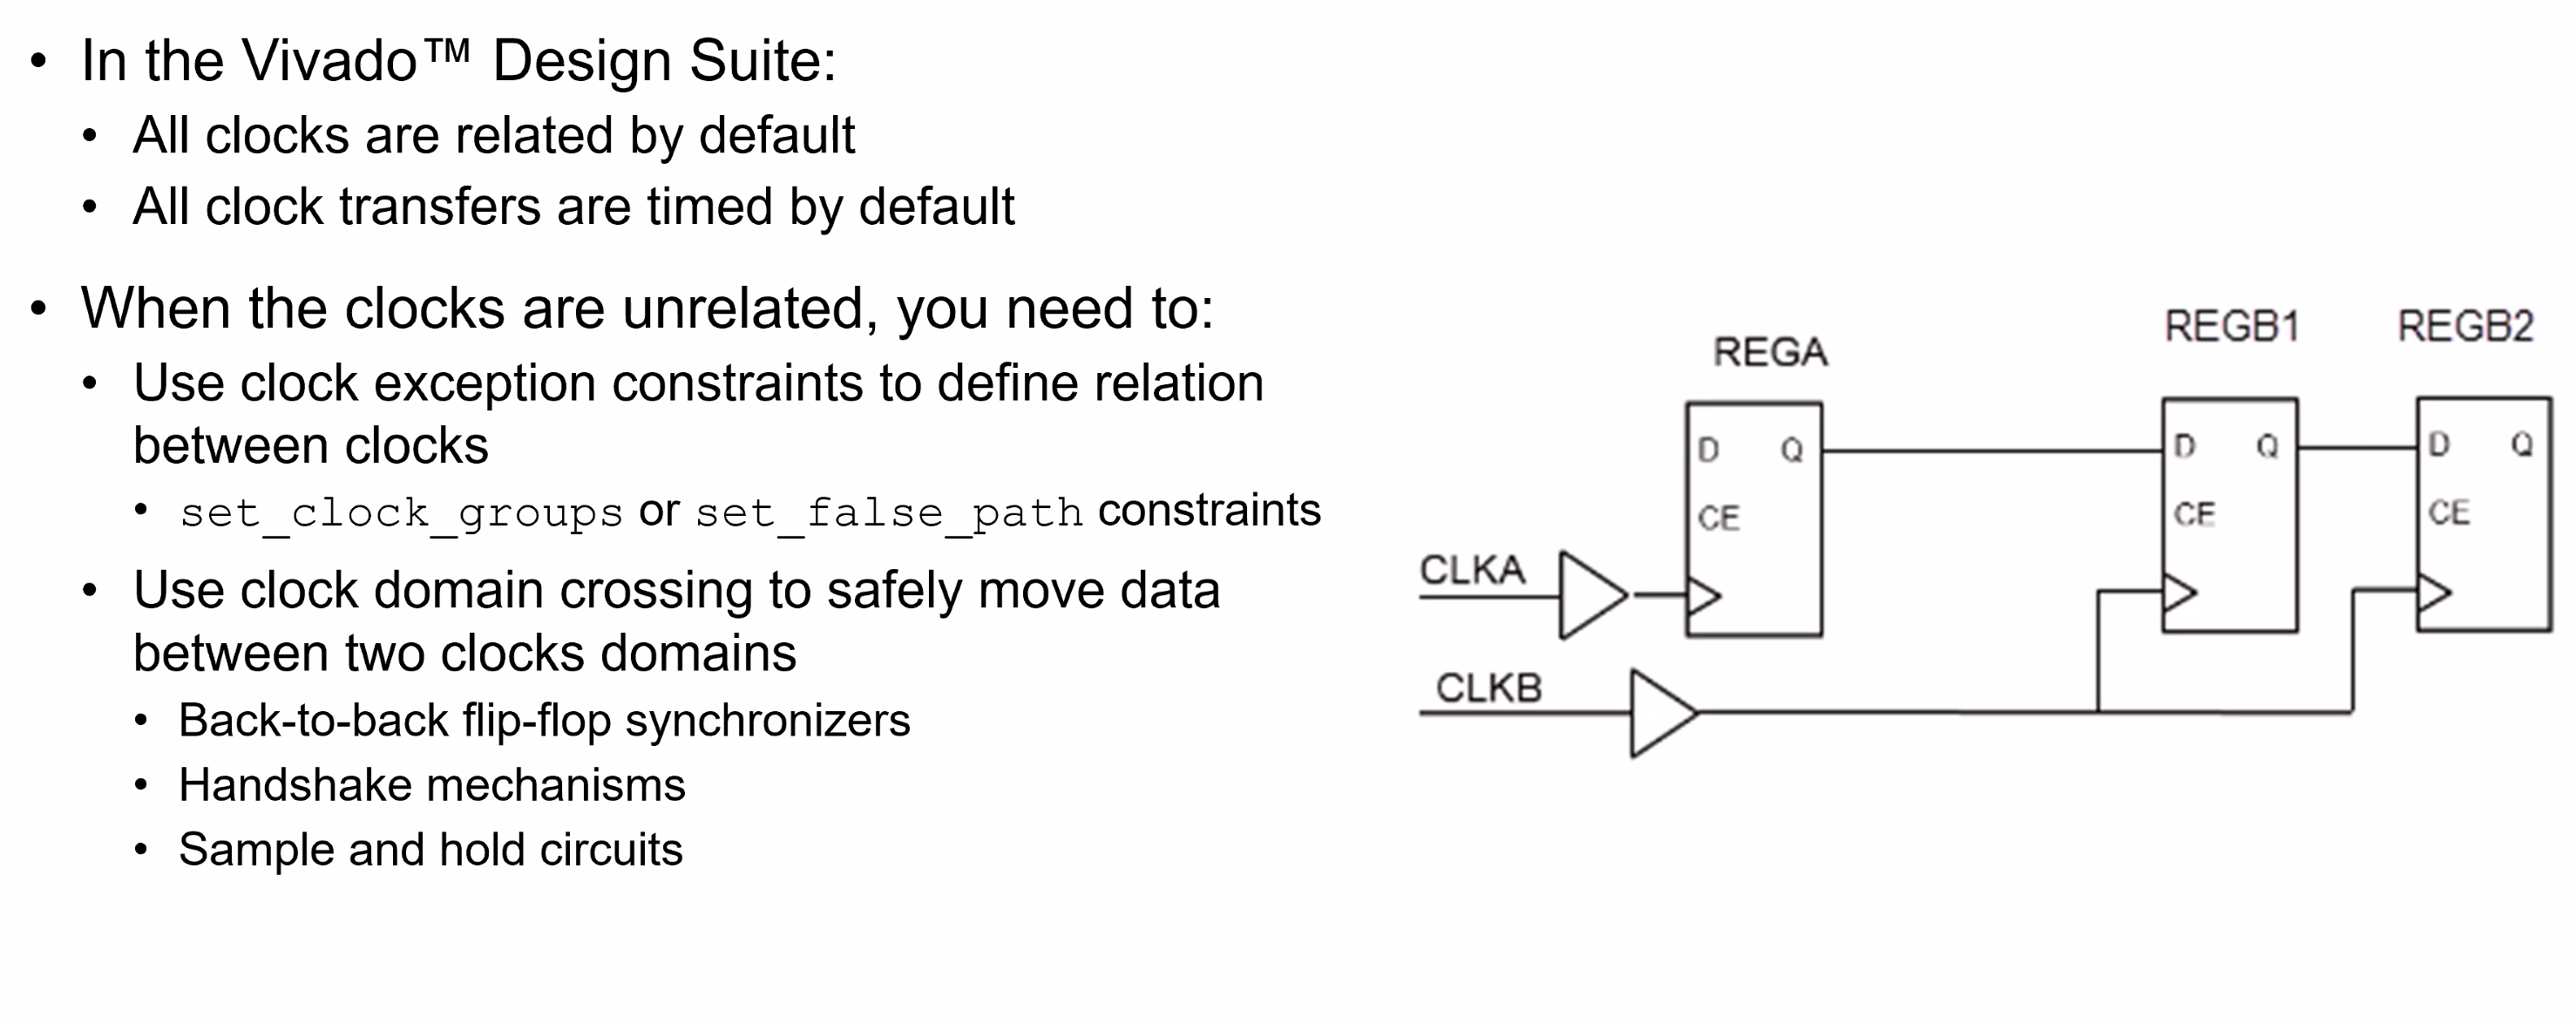 • In the Vivado™ Design Suite:
• All clocks are related by default
• All clock transfers are timed by default
• When the clocks are unrelated, you need to:
• Use clock exception constraints to define relation
between clocks
• set_clock_groups or set_false_path constraints
• Use clock domain crossing to safely move data
between two clocks domains
• Back-to-back flip-flop synchronizers
• Handshake mechanisms
• Sample and hold circuits
REGA
REGB1
REGB2
D Q
CE
D Q
CE
D Q
CE
CLKA
CLKB